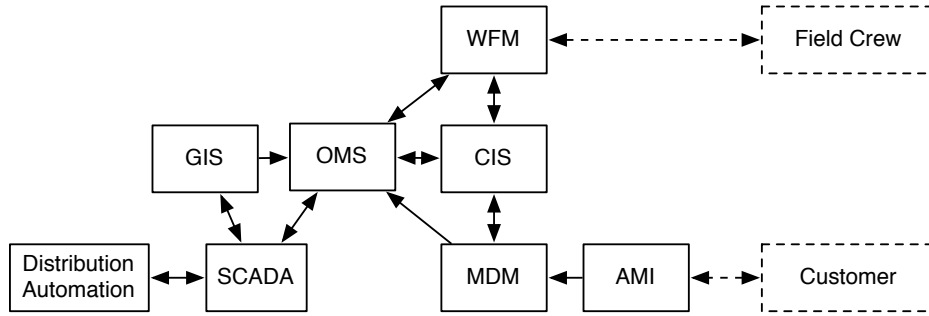 WFM
Field Crew
GIS
OMS
CIS
Distribution
Automation
SCADA
MDM
AMI
Customer